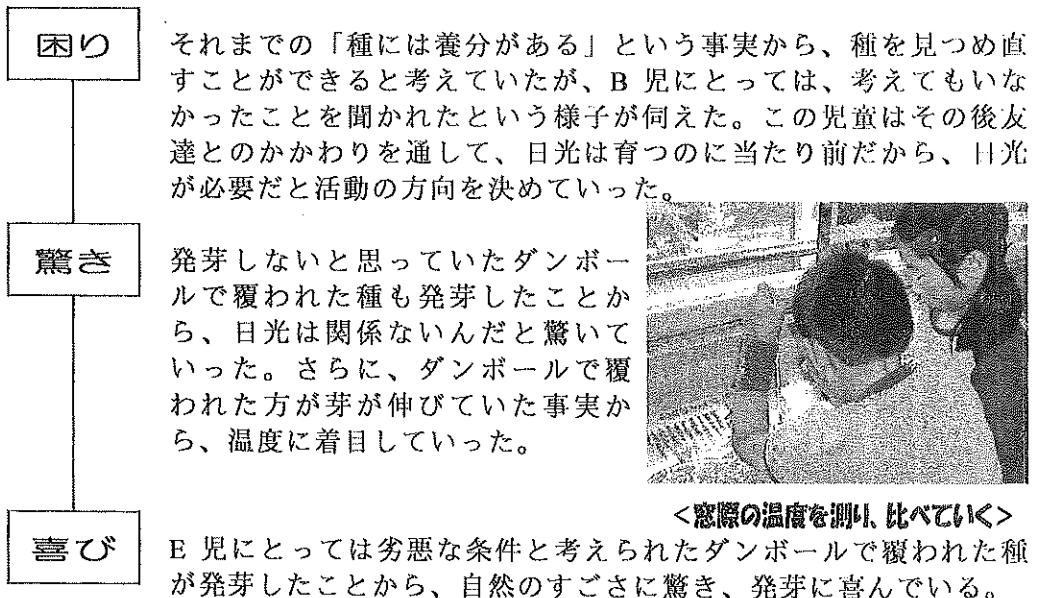 困り
それまでの「種には養分がある」という事実から、種を見つめ直
すことができると考えていたが、B 児にとっては、考えてもいな
かったことを聞かれたという様子が伺えた。この児童はその後友
達とのかかわりを通して、日光は育つのに当たり前だから、日光
が必要だと活動の方向を決めていった。
驚き
発芽しないと思っていたダンボー
ルで覆われた種も発芽したことか
ら、日光は関係ないんだと驚いて
いった。さらに、ダンボールで覆
われた方が芽が伸びていた事実か
ら、温度に着目していった。
<窓際の温度を測り、比べていく>
喜び
E 児にとっては劣悪な条件と考えられたダンボールで覆われた種
が発芽したことから、自然のすごさに驚き、発芽に喜んでいる。